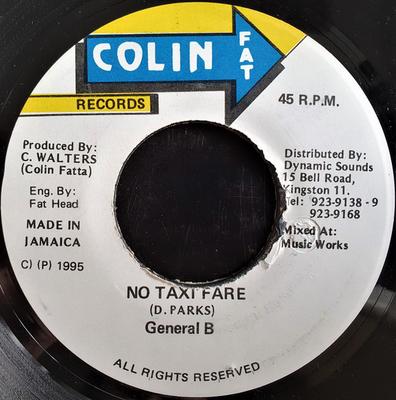 COLIN FAT
RECORDS
45 R.P.M.
Produced By:
C. WALTERS
(Colin Fatta)
Eng. By:
Fat Head
MADE IN
JAMAICA
C) (P) 1995
Distributed By:
Dynamic Sounds
15 Bell Road,
Kingston 11.
Tel: 923-9138 - 9
923-9168
Mixed At:
Music Works
NO TAXI FARE
(D. PARKS)
General B
ALL RIGHTS RESERVED